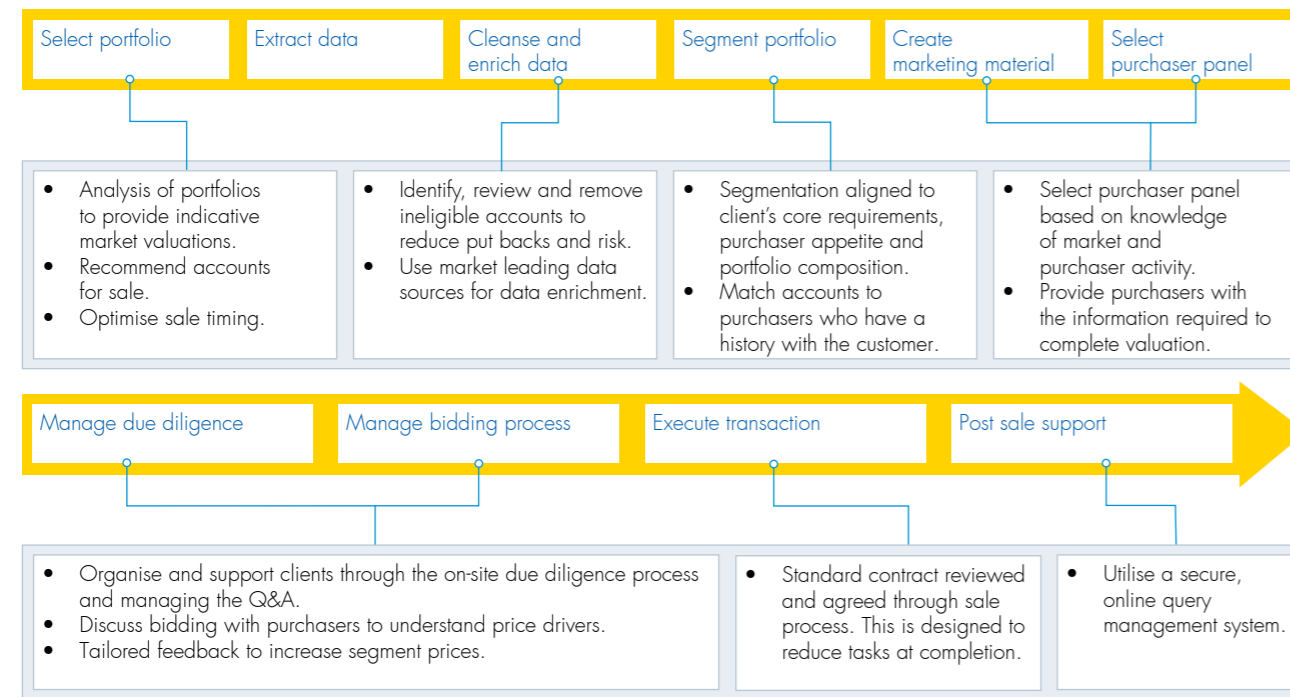 Select portfolio
Extract data
Cleanse and
enrich data
Segment portfolio
Create
marketing material
Select
purchaser panel
• Analysis of portfolios
to provide indicative
market valuations.
• Recommend accounts
for sale.
• Optimise sale timing.
• Identify, review and remove
ineligible accounts to
reduce put backs and risk.
• Use market leading data
sources for data enrichment.
• Segmentation aligned to
client’s core requirements,
purchaser appetite and
portfolio composition.
• Match accounts to
purchasers who have a
history with the customer.
• Select purchaser panel
based on knowledge
of market and
purchaser activity.
• Provide purchasers with
the information required to
complete valuation.
Manage due diligence
Manage bidding process
Execute transaction
Post sale support
• Organise and support clients through the on-site due diligence process
and managing the Q&A.
• Discuss bidding with purchasers to understand price drivers.
• Tailored feedback to increase segment prices.
• Standard contract reviewed
and agreed through sale
process. This is designed to
reduce tasks at completion.
• Utilise a secure,
online query
management system.